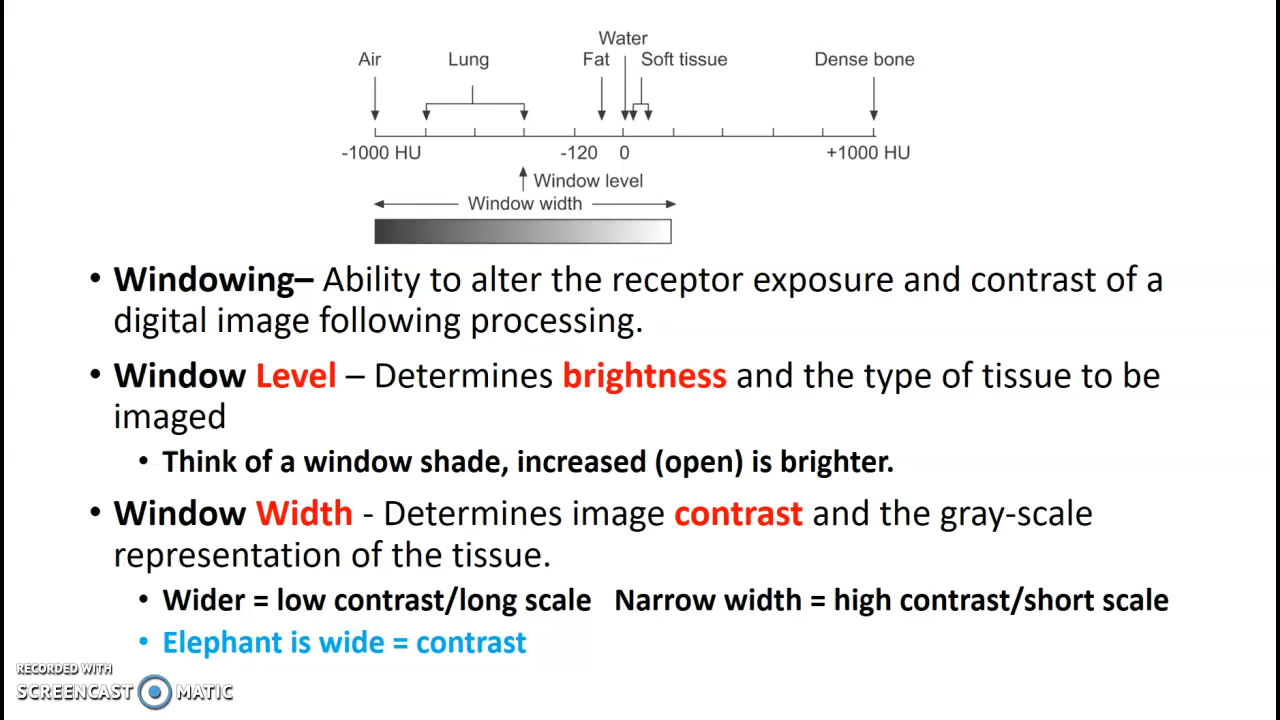 Water
Air Lung Fat Soft tissue Dense bone
-1000 HU -120 0 +1000 HU
Window level
Window width
• Windowing– Ability to alter the receptor exposure and contrast of a
digital image following processing.
• Window Level – Determines brightness and the type of tissue to be
imaged
• Think of a window shade, increased (open) is brighter.
• Window Width - Determines image contrast and the gray-scale
representation of the tissue.
• Wider = low contrast/long scale Narrow width = high contrast/short scale
• Elephant is wide = contrast
RECORDED WITH
SCREENCAST MATIC